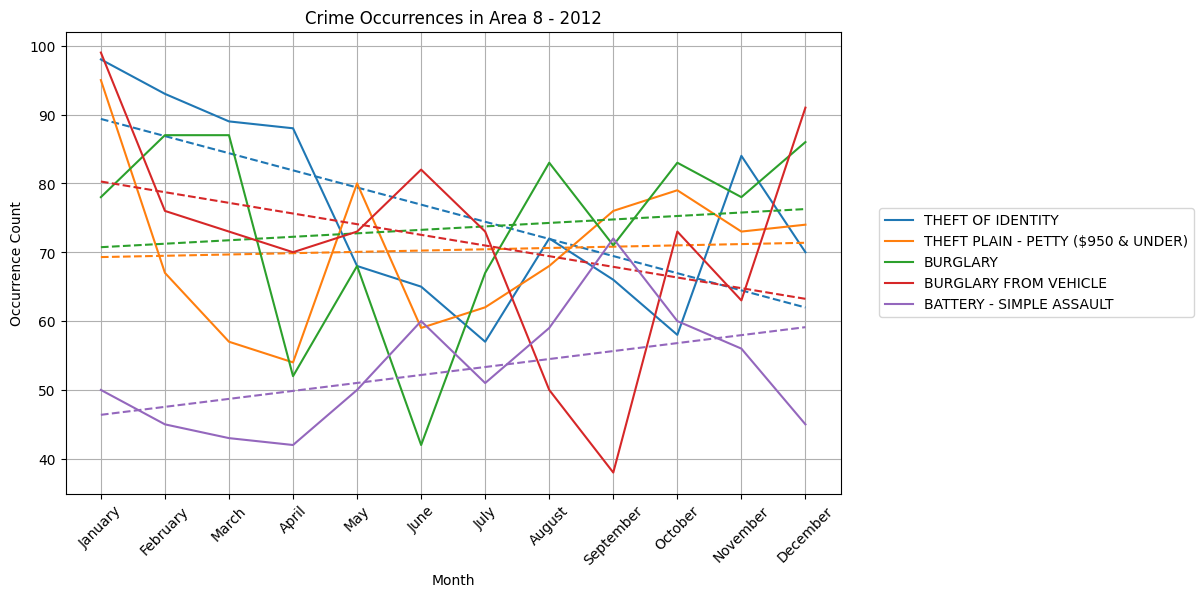 Crime Occurrences in Area 8 - 2012
Occurrence Count
100
90
80
70
60
50
40
January
February
March
April
May
June
July
August
September
October
November
December
Month
THEFT OF IDENTITY
THEFT PLAIN - PETTY ($950 & UNDER)
BURGLARY
BURGLARY FROM VEHICLE
BATTERY - SIMPLE ASSAULT